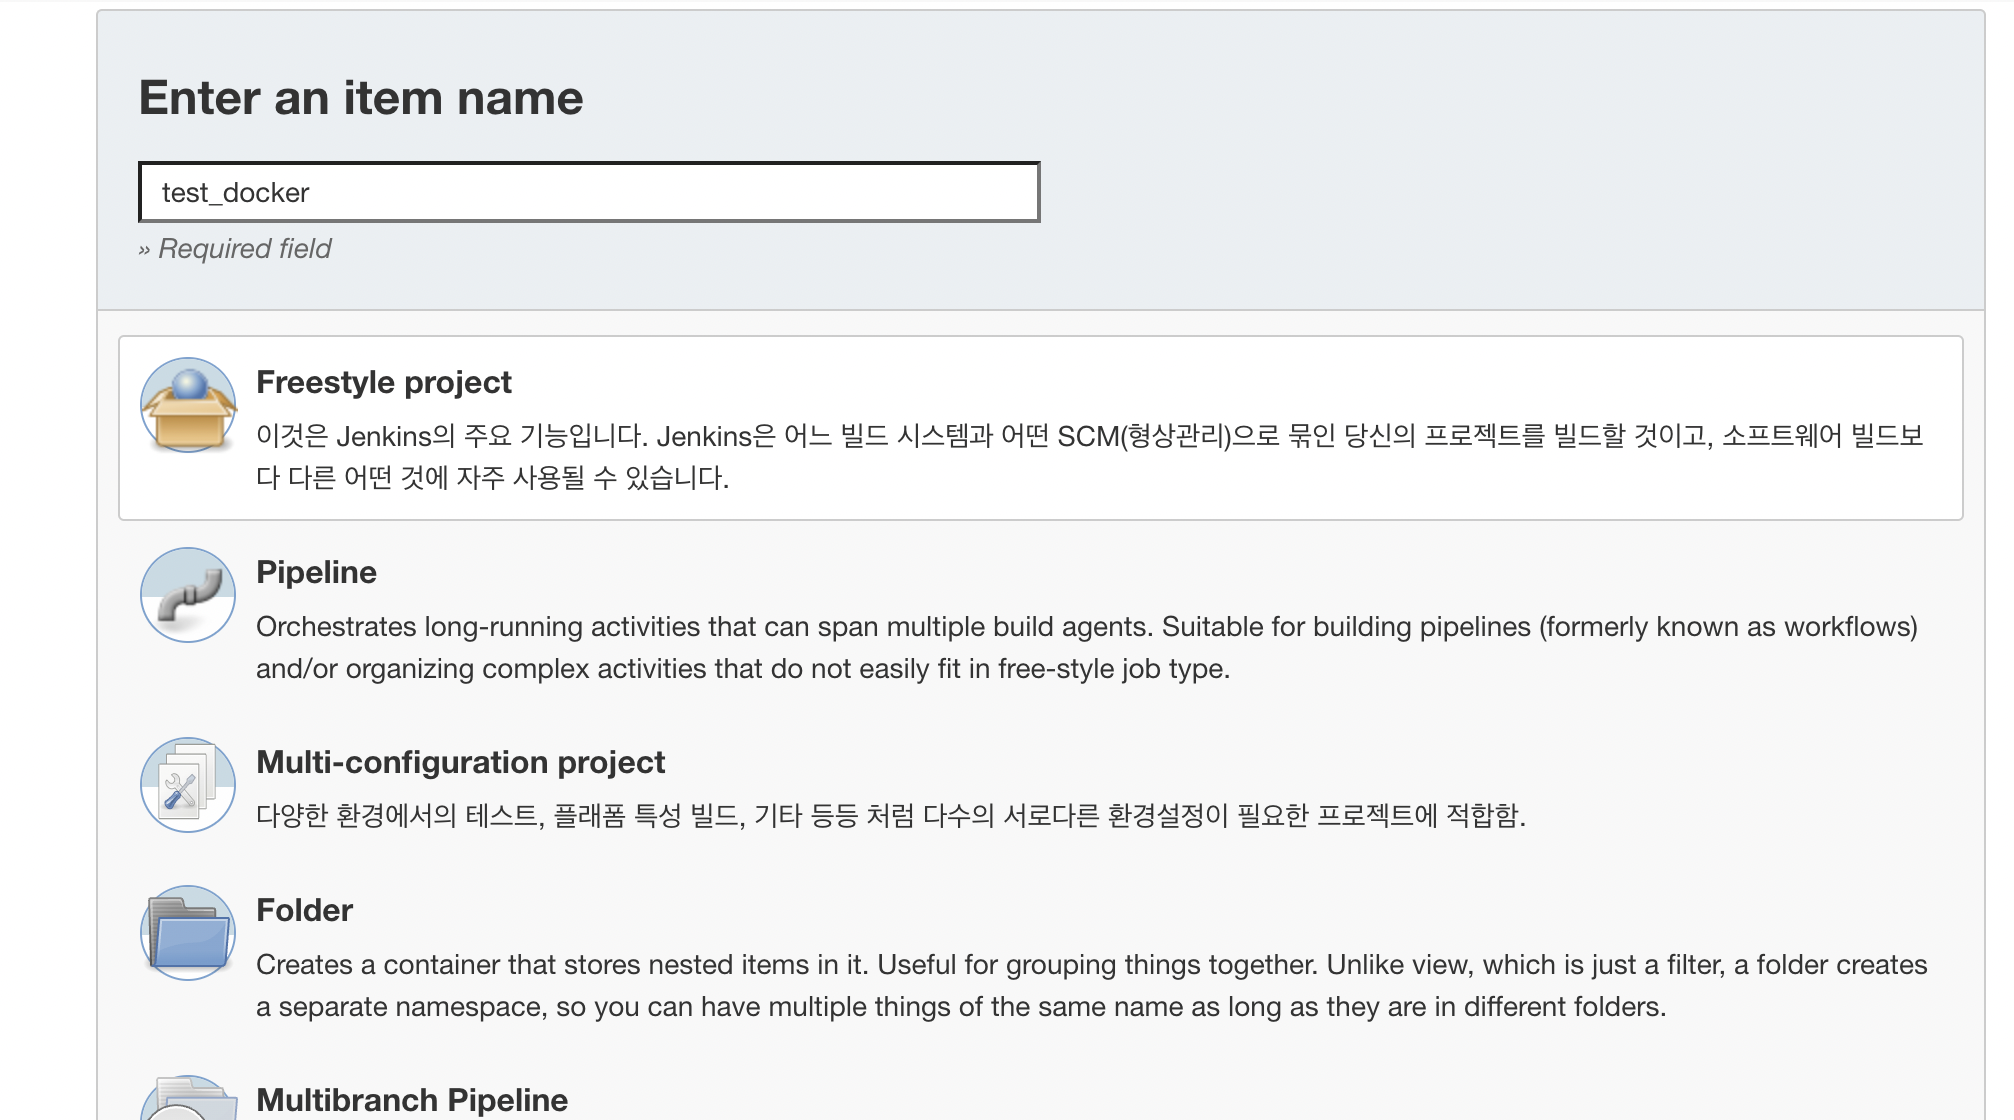 Enter an item name
test_docker
» Required field
Freestyle project
이것은 Jenkins의 주요 기능입니다. Jenkins은 어느 빌드 시스템과 어떤 SCM(형상관리)으로 묶인 당신의 프로젝트를 빌드할 것이고, 소프트웨어 빌드보
다 다른 어떤 것에 자주 사용될 수 있습니다.
Pipeline
Orchestrates long-running activities that can span multiple build agents. Suitable for building pipelines (formerly known as workflows)
and/or organizing complex activities that do not easily fit in free-style job type.
Multi-configuration project
다양한 환경에서의 테스트, 플래폼 특성 빌드, 기타 등등 처럼 다수의 서로다른 환경설정이 필요한 프로젝트에 적합함.
Folder
Creates a container that stores nested items in it. Useful for grouping things together. Unlike view, which is just a filter, a folder creates
a separate namespace, so you can have multiple things of the same name as long as they are in different folders.
Multibranch Pipeline